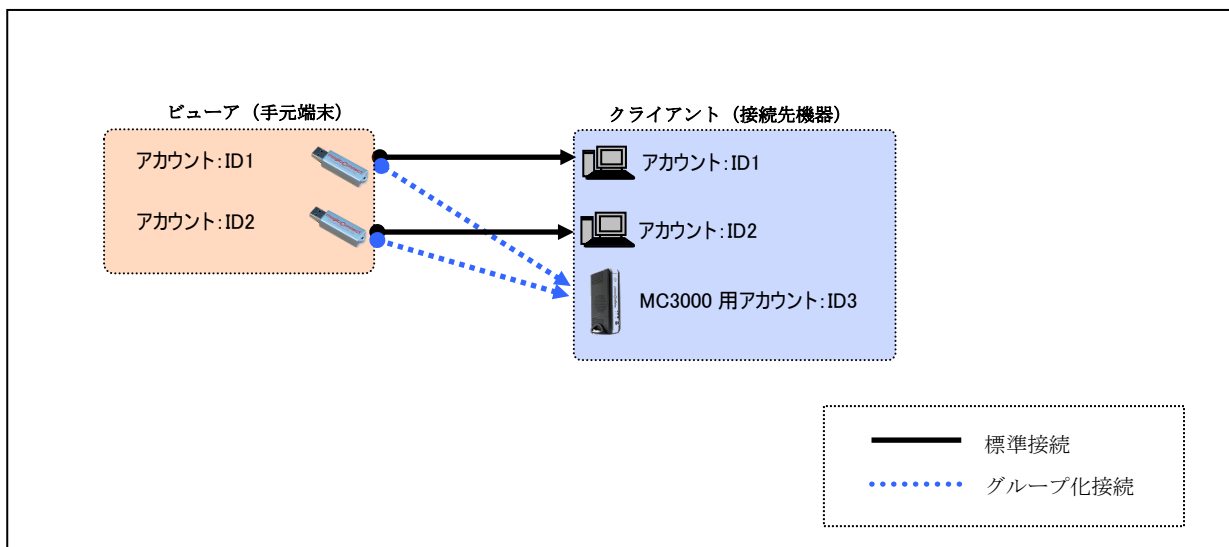 ビューア（手元端末）
アカウント：ID1
アカウント：ID2
クライアント（接続先機器）
アカウント：ID1
アカウント：ID2
MC3000 用アカウント：ID3
標準接続
グループ化接続